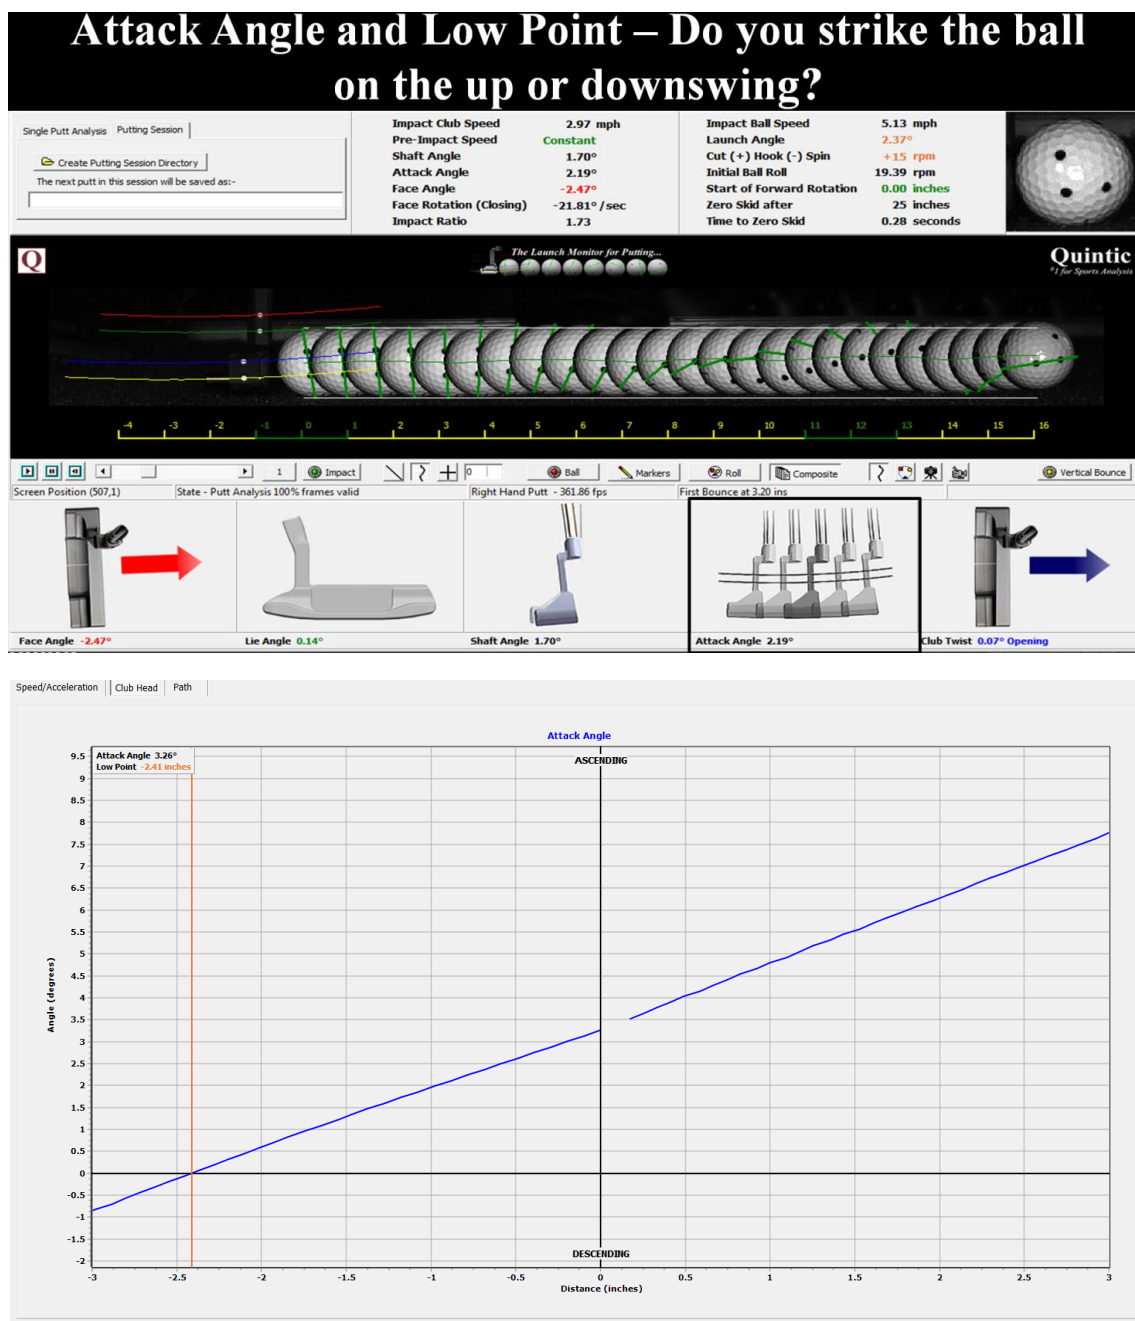 Attack Angle and Low Point – Do you strike the ball
on the up or downswing?
Single Putt Analysis Putting Session
Create Putting Session Directory
The next putt in this session will be saved as:-
Impact Club Speed 2.97 mph
Pre-Impact Speed Constant
Shaft Angle 1.70°
Attack Angle 2.19°
Face Angle -2.47°
Face Rotation (Closing) -21.81°/sec
Impact Ratio 1.73
Impact Ball Speed 5.13 mph
Launch Angle 2.37°
Cut (+) Hook (-) Spin +15 rpm
Initial Ball Roll 19.39 rpm
Start of Forward Rotation 0.00 inches
Zero Skid after 25 inches
Time to Zero Skid 0.28 seconds
Q
The Launch Monitor for Putting...
Quintic
#1 for Sports Analysis
-4 -3 -2 -1 0 1 2 3 4 5 6 7 8 9 10 11 12 13 14 15 16
1 Impact 0 Ball Markers Roll Composite Vertical Bounce
Screen Position (507,1) State - Putt Analysis 100% frames valid Right Hand Putt - 361.86 fps First Bounce at 3.20 ins
Face Angle -2.47° Lie Angle 0.14° Shaft Angle 1.70° Attack Angle 2.19° Club Twist 0.07° Opening
Speed/Acceleration Club Head Path
Attack Angle
Attack Angle 3.26°
Low Point -2.41 inches
ASCENDING
9.5
9
8.5
8
7.5
7
6.5
6
5.5
5
4.5
4
3.5
3
2.5
2
1.5
1
0.5
0
-0.5
-1
-1.5
-2
Angle (degrees)
DESCENDING
-3 -2.5 -2 -1.5 -1 -0.5 0 0.5 1 1.5 2 2.5 3
Distance (inches)